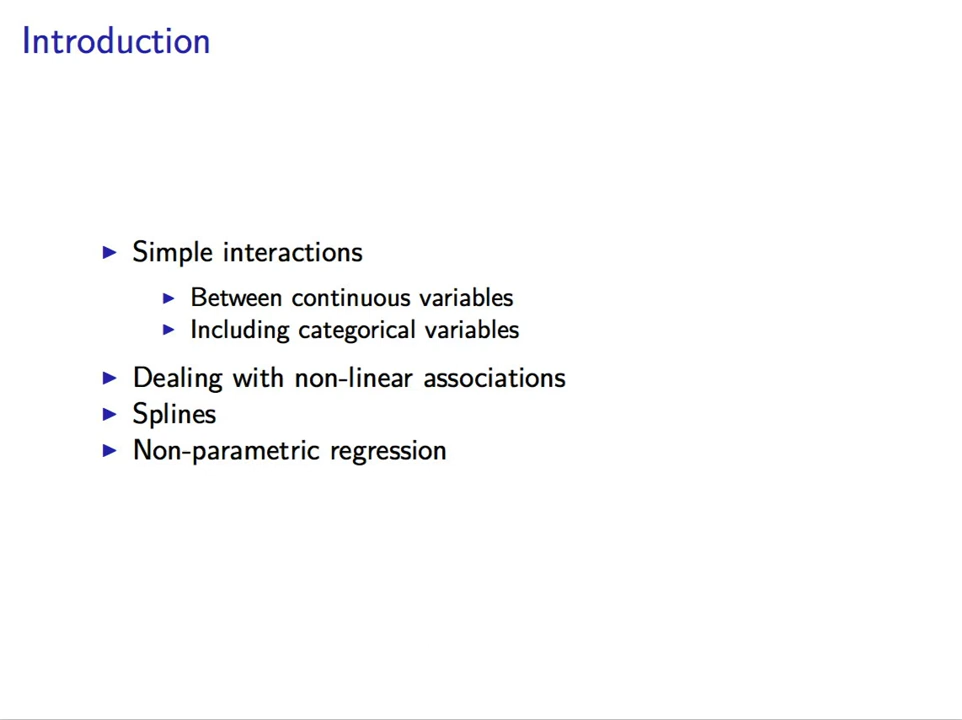 Introduction
Simple interactions
Between continuous variables
Including categorical variables
Dealing with non-linear associations
Splines
Non-parametric regression